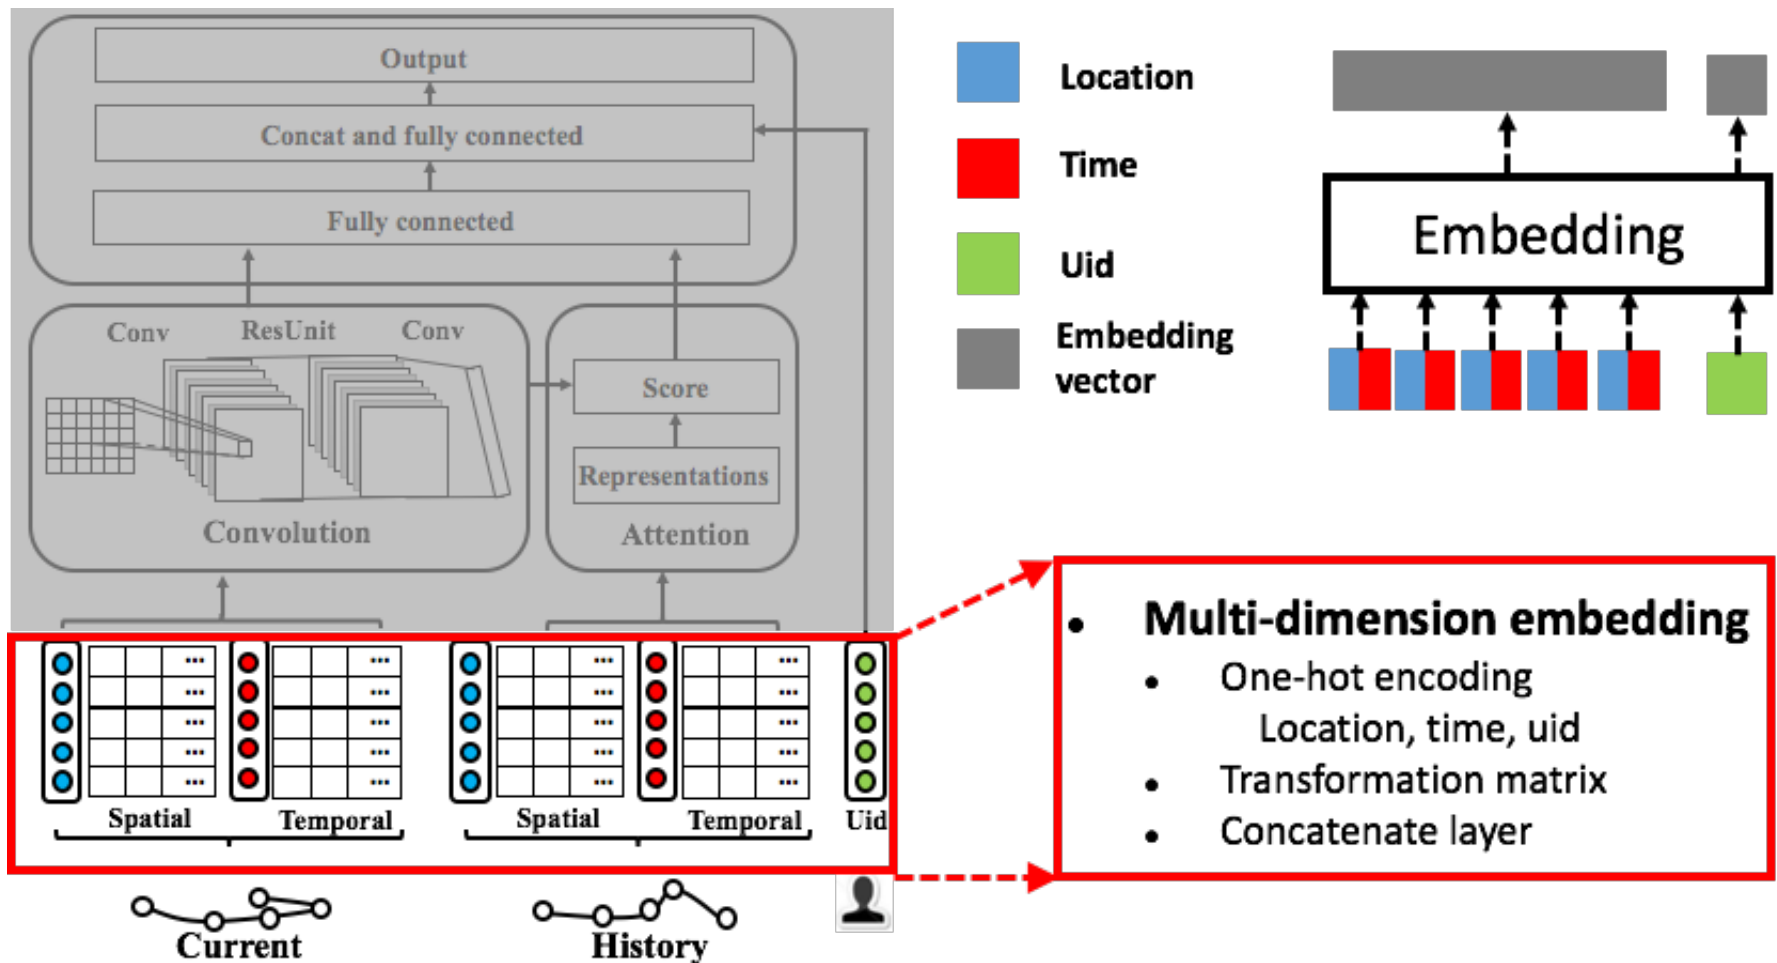 Output
Concat and fully connected
Fully connected
Conv ResUnit Conv
Convolution
Score
Representations
Attention
... ... ... ...
... ... ... ...
... ... ... ...
... ... ... ...
... ... ... ...
Spatial Temporal Spatial Temporal Uid
Current History
Location
Time
Uid
Embedding
vector
Embedding
• Multi-dimension embedding
• One-hot encoding
Location, time, uid
• Transformation matrix
• Concatenate layer